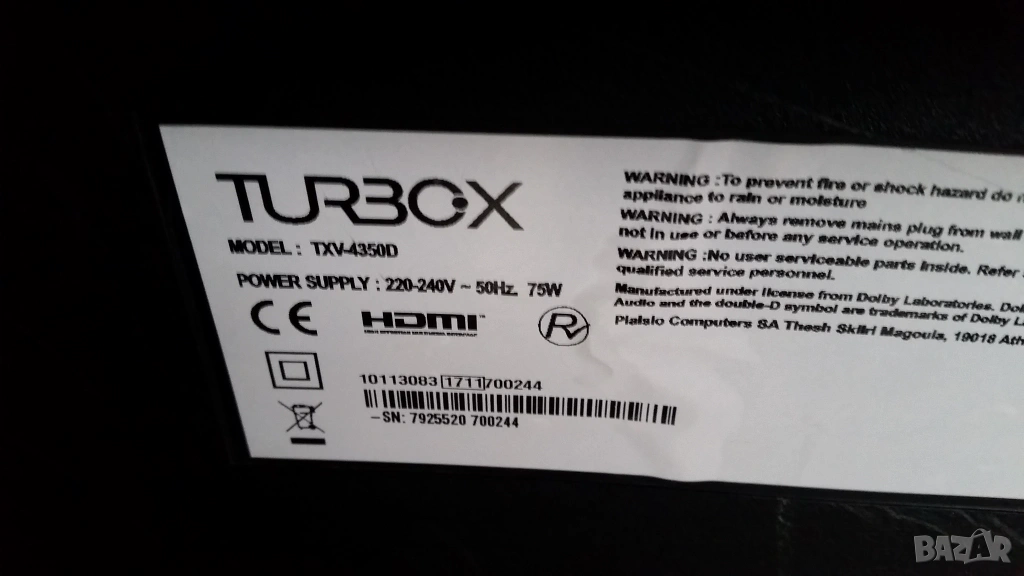 TURBOX
MODEL : TXV-4350D
POWER SUPPLY : 220-240V ~ 50Hz 75W
CE HDMI™ R
10113083 1711 700244
-SN: 7925520 700244
WARNING :To prevent fire or shock hazard do
appliance to rain or moisture
WARNING : Always remove mains plug from wall
not in use or before any service operation.
WARNING :No user serviceable parts inside. Refer
qualified service personnel.
Manufactured under license from Dolby Laboratories.
Audio and the double-D symbol are trademarks of Dolby
Plaisio Computers SA Thesh Skliri Magoula, 19018
BAZAR